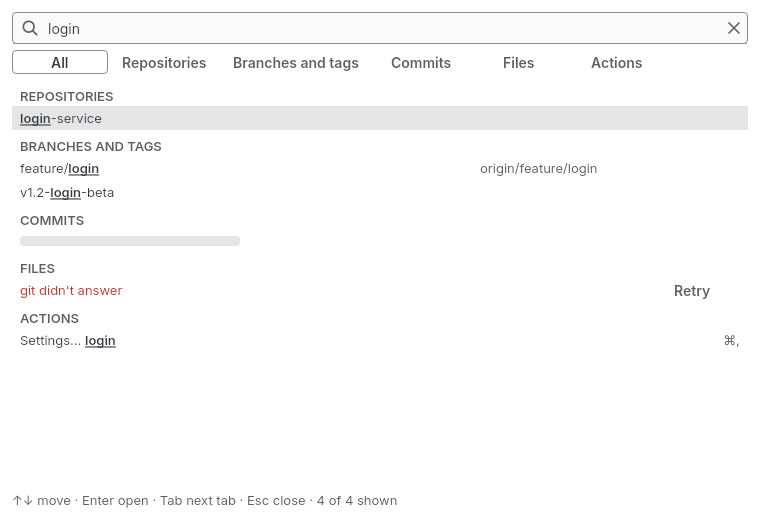 login
All Repositories Branches and tags Commits Files Actions
REPOSITORIES
login-service
BRANCHES AND TAGS
feature/login origin/feature/login
v1.2-login-beta
COMMITS
FILES
git didn't answer Retry
ACTIONS
Settings... login ⌘,
↑↓ move · Enter open · Tab next tab · Esc close · 4 of 4 shown